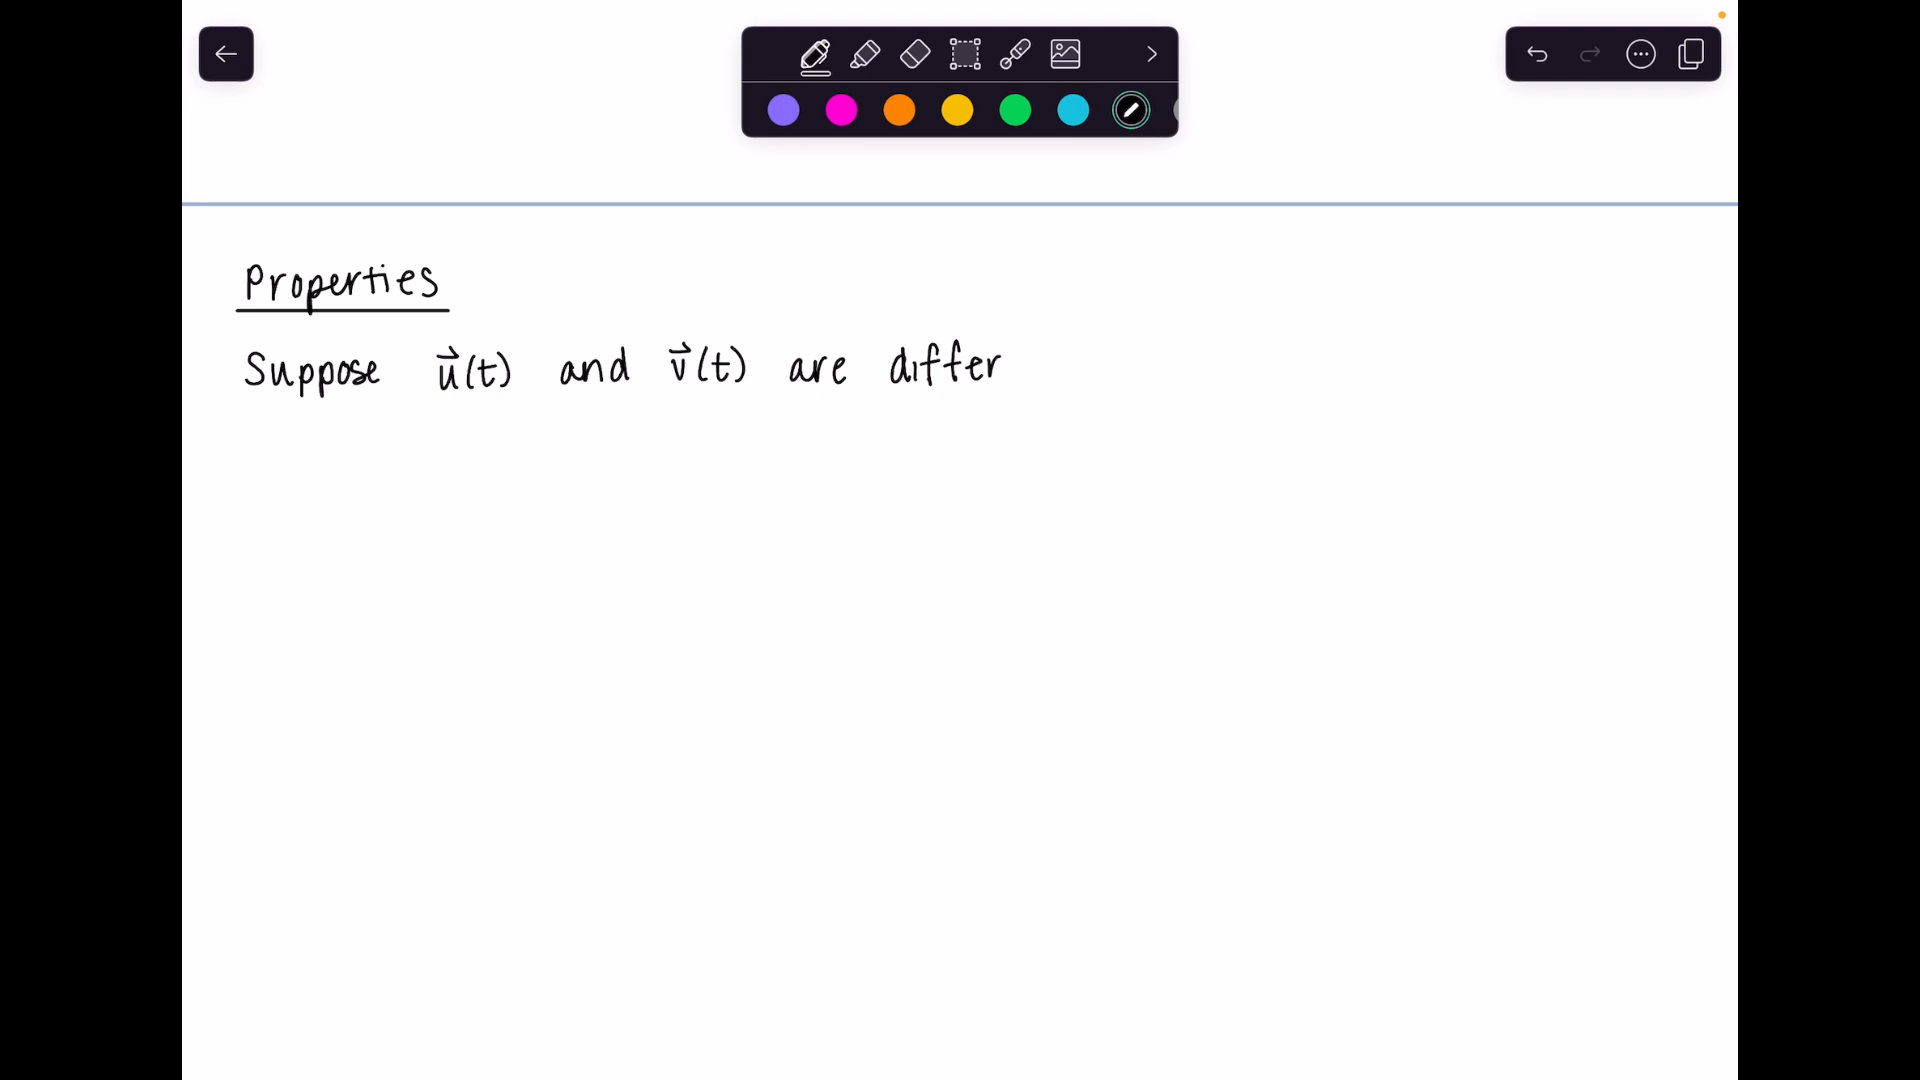 Properties
Suppose u⃗(t) and v⃗(t) are differ